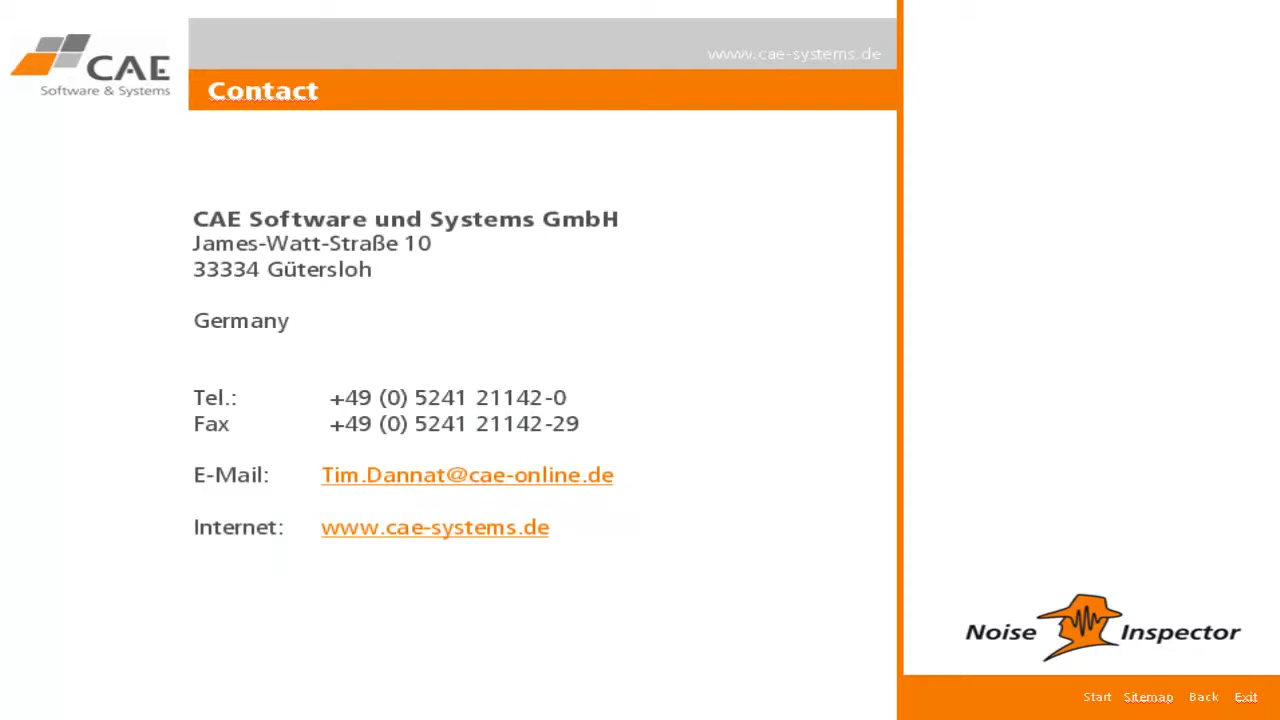 CAE
Software & Systems
www.cae-systems.de
Contact
CAE Software und Systems GmbH
James-Watt-Straße 10
33334 Gütersloh
Germany
Tel.: +49 (0) 5241 21142-0
Fax +49 (0) 5241 21142-29
E-Mail: Tim.Dannat@cae-online.de
Internet: www.cae-systems.de
Noise Inspector
Start Sitemap Back Exit